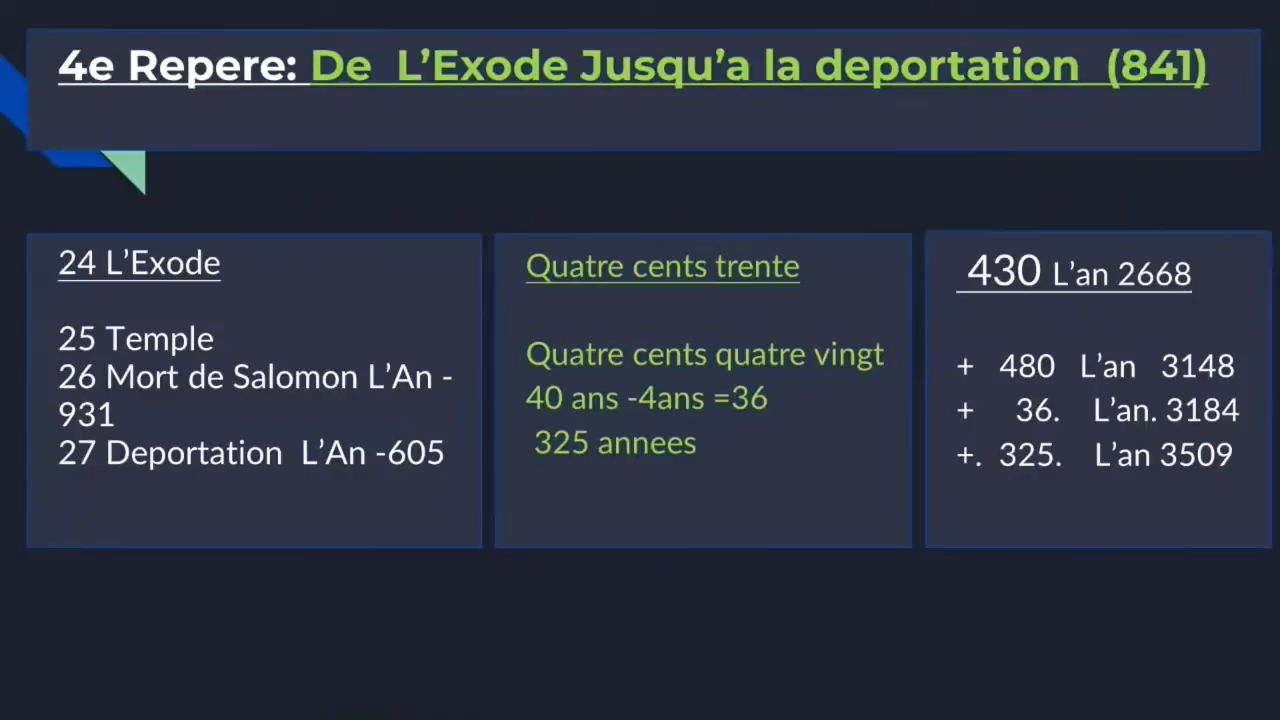 4e Repere: De L’Exode Jusqu’a la deportation (841)
24 L’Exode
25 Temple
26 Mort de Salomon L’An -
931
27 Deportation L’An -605
Quatre cents trente
Quatre cents quatre vingt
40 ans -4ans =36
325 annees
430 L’an 2668
+ 480 L’an 3148
+ 36. L’an. 3184
+. 325. L’an 3509